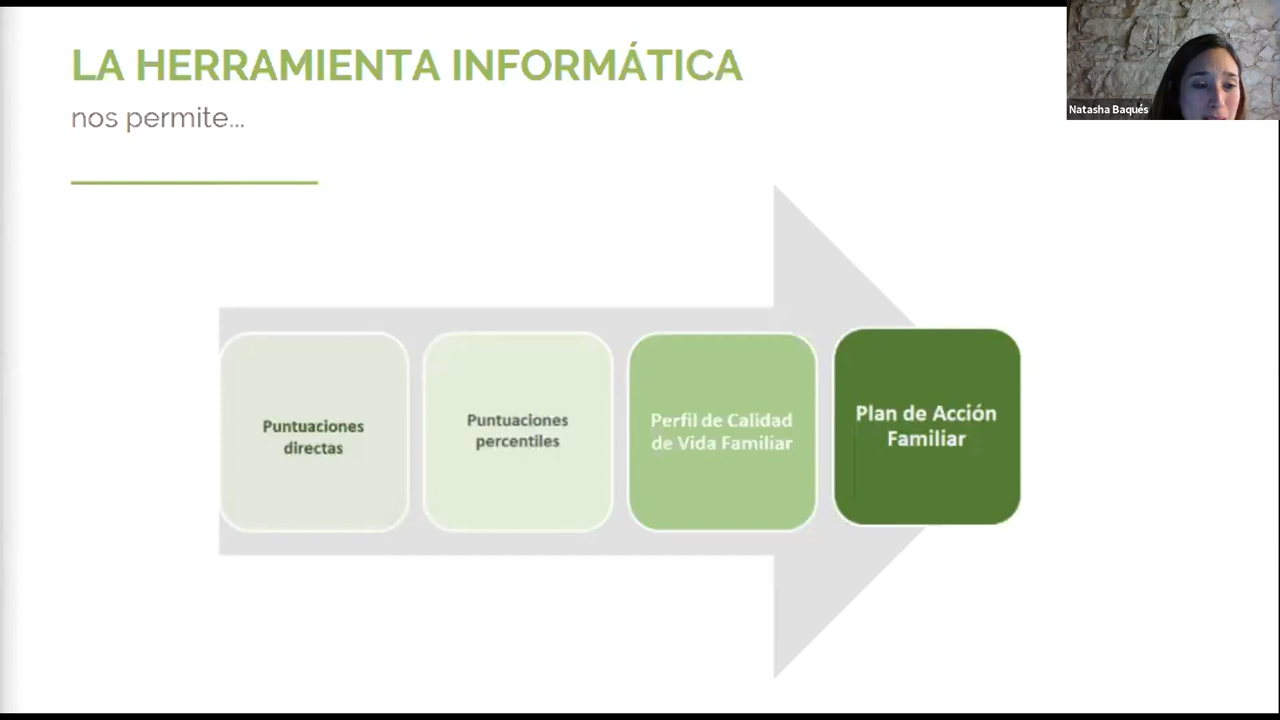 LA HERRAMIENTA INFORMÁTICA
nos permite...
Natasha Baqués
Puntuaciones
directas
Puntuaciones
percentiles
Perfil de Calidad
de Vida Familiar
Plan de Acción
Familiar